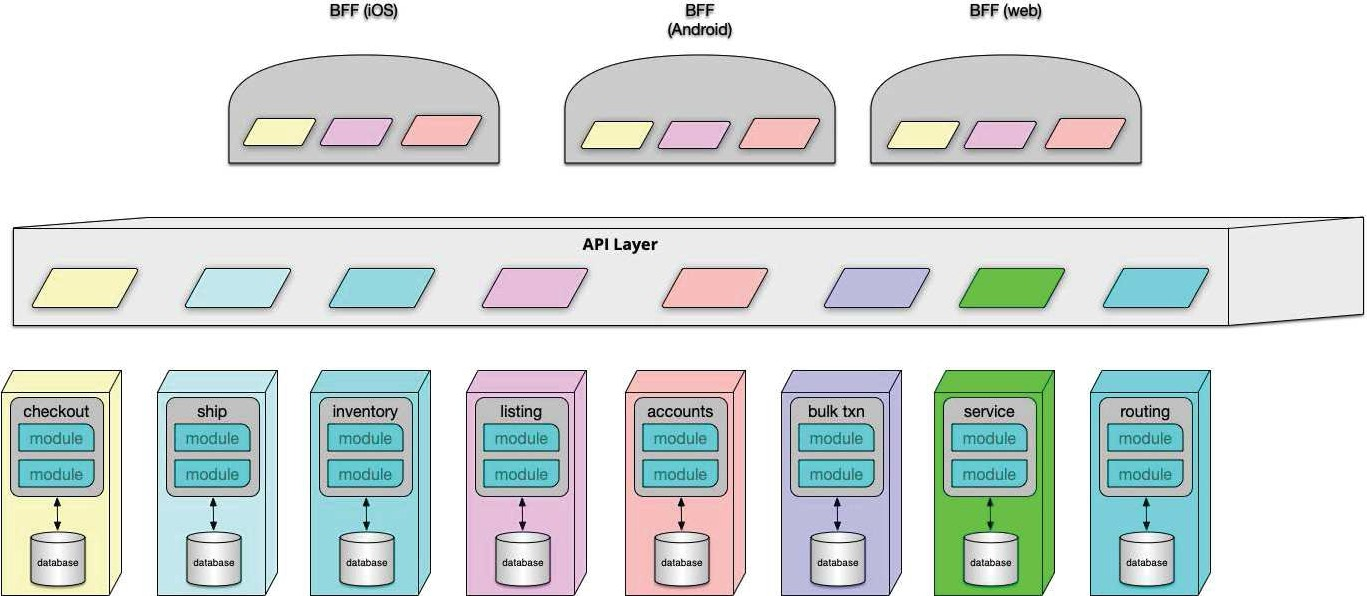 BFF (iOS)
BFF
(Android)
BFF (web)
API Layer
checkout
module
module
database
ship
module
module
database
inventory
module
module
database
listing
module
module
database
accounts
module
module
database
bulk txn
module
module
database
service
module
module
database
routing
module
module
database